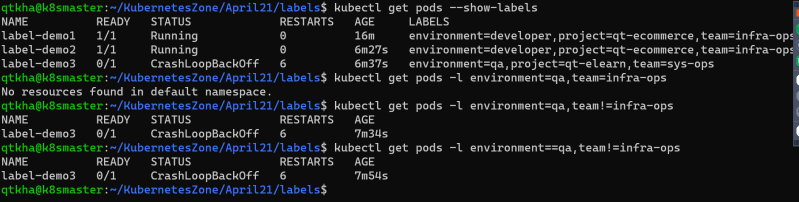 qtkha@k8smaster:~/KubernetesZone/April21/labels$ kubectl get pods --show-labels
NAME READY STATUS RESTARTS AGE LABELS
label-demo1 1/1 Running 0 16m environment=developer,project=qt-ecommerce,team=infra-ops
label-demo2 1/1 Running 0 6m27s environment=developer,project=qt-ecommerce,team=infra-ops
label-demo3 0/1 CrashLoopBackOff 6 6m37s environment=qa,project=qt-elearn,team=sys-ops
qtkha@k8smaster:~/KubernetesZone/April21/labels$ kubectl get pods -l environment=qa,team=infra-ops
No resources found in default namespace.
qtkha@k8smaster:~/KubernetesZone/April21/labels$ kubectl get pods -l environment=qa,team!=infra-ops
NAME READY STATUS RESTARTS AGE
label-demo3 0/1 CrashLoopBackOff 6 7m34s
qtkha@k8smaster:~/KubernetesZone/April21/labels$ kubectl get pods -l environment==qa,team!=infra-ops
NAME READY STATUS RESTARTS AGE
label-demo3 0/1 CrashLoopBackOff 6 7m54s
qtkha@k8smaster:~/KubernetesZone/April21/labels$